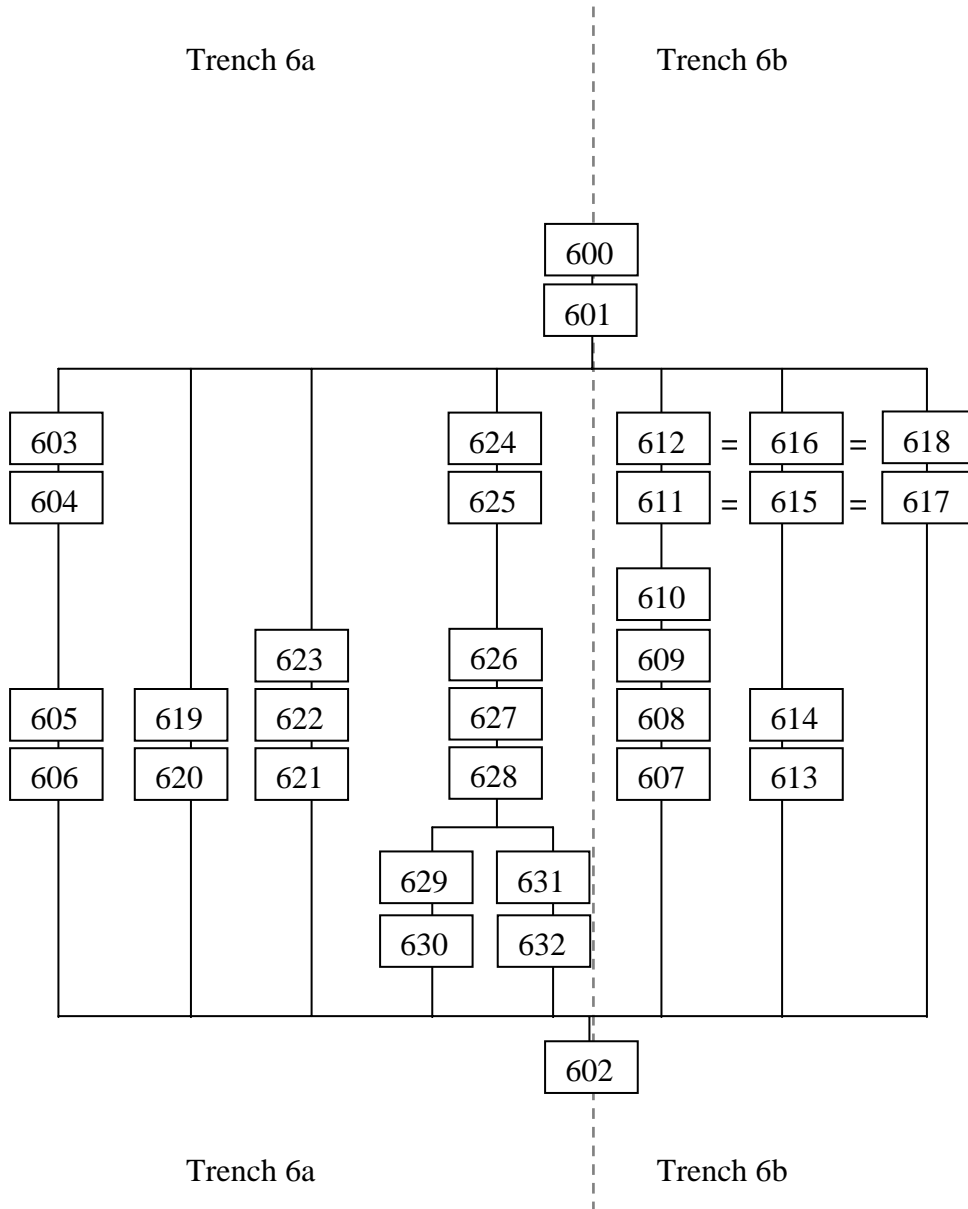 Trench 6a Trench 6b
600
601
603 624 612 = 616 = 618
604 625 611 = 615 = 617
610
623 626 609
605 619 622 627 608 614
606 620 621 628 607 613
629 631
630 632
602
Trench 6a Trench 6b